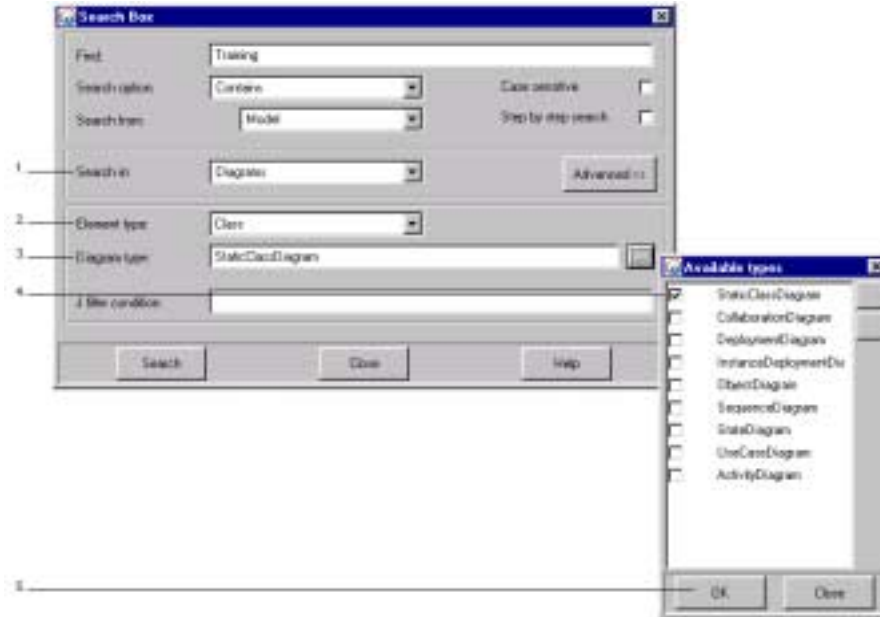 Search Box
Find:
Training
Search option:
Contains
Case sensitive
Search from:
Model
Step by step search
1
Search in
Diagrams
Advanced <<
2
Element type:
Class
3
Diagram type:
StaticClassDiagram
...
4
J filter condition:
Search
Close
Help
Available types
StaticClassDiagram
CollaborationDiagram
DeploymentDiagram
InstanceDeploymentDia
ObjectDiagram
SequenceDiagram
StateDiagram
UseCaseDiagram
ActivityDiagram
5
OK
Close